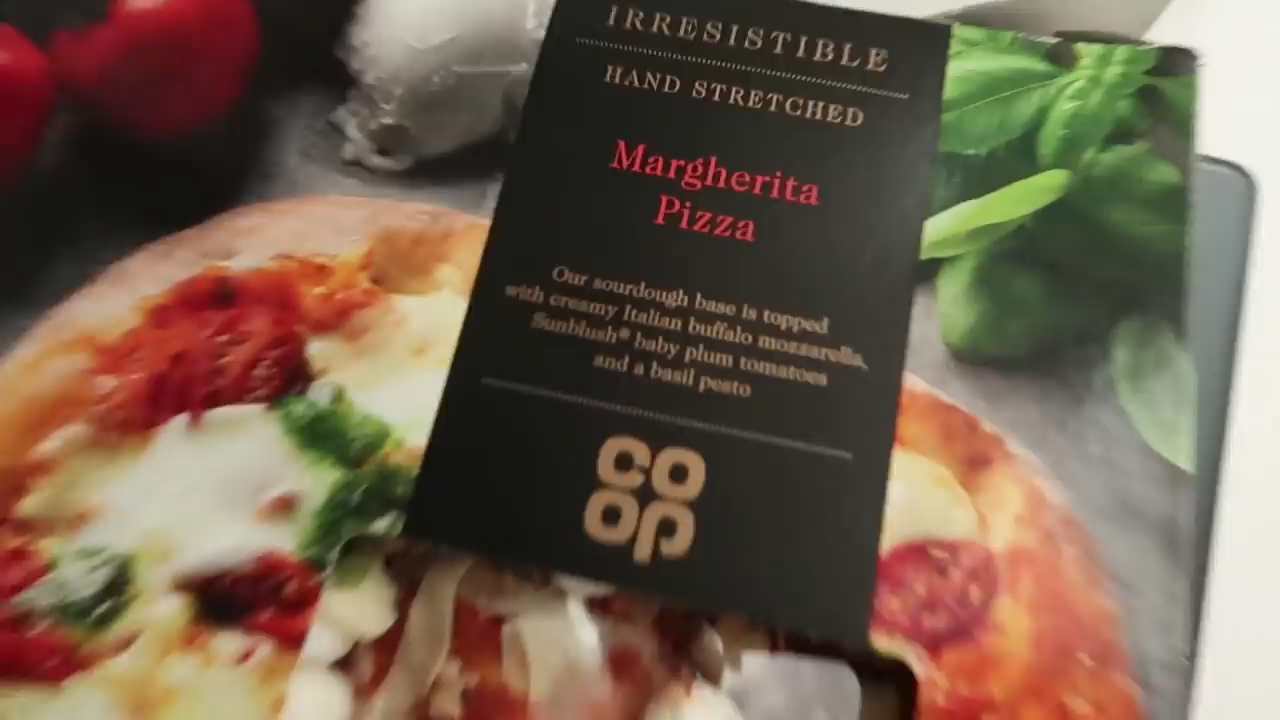 IRRESISTIBLE
HAND STRETCHED
Margherita
Pizza
Our sourdough base is topped
with creamy Italian buffalo mozzarella,
Sunblush® baby plum tomatoes
and a basil pesto
CO
OP